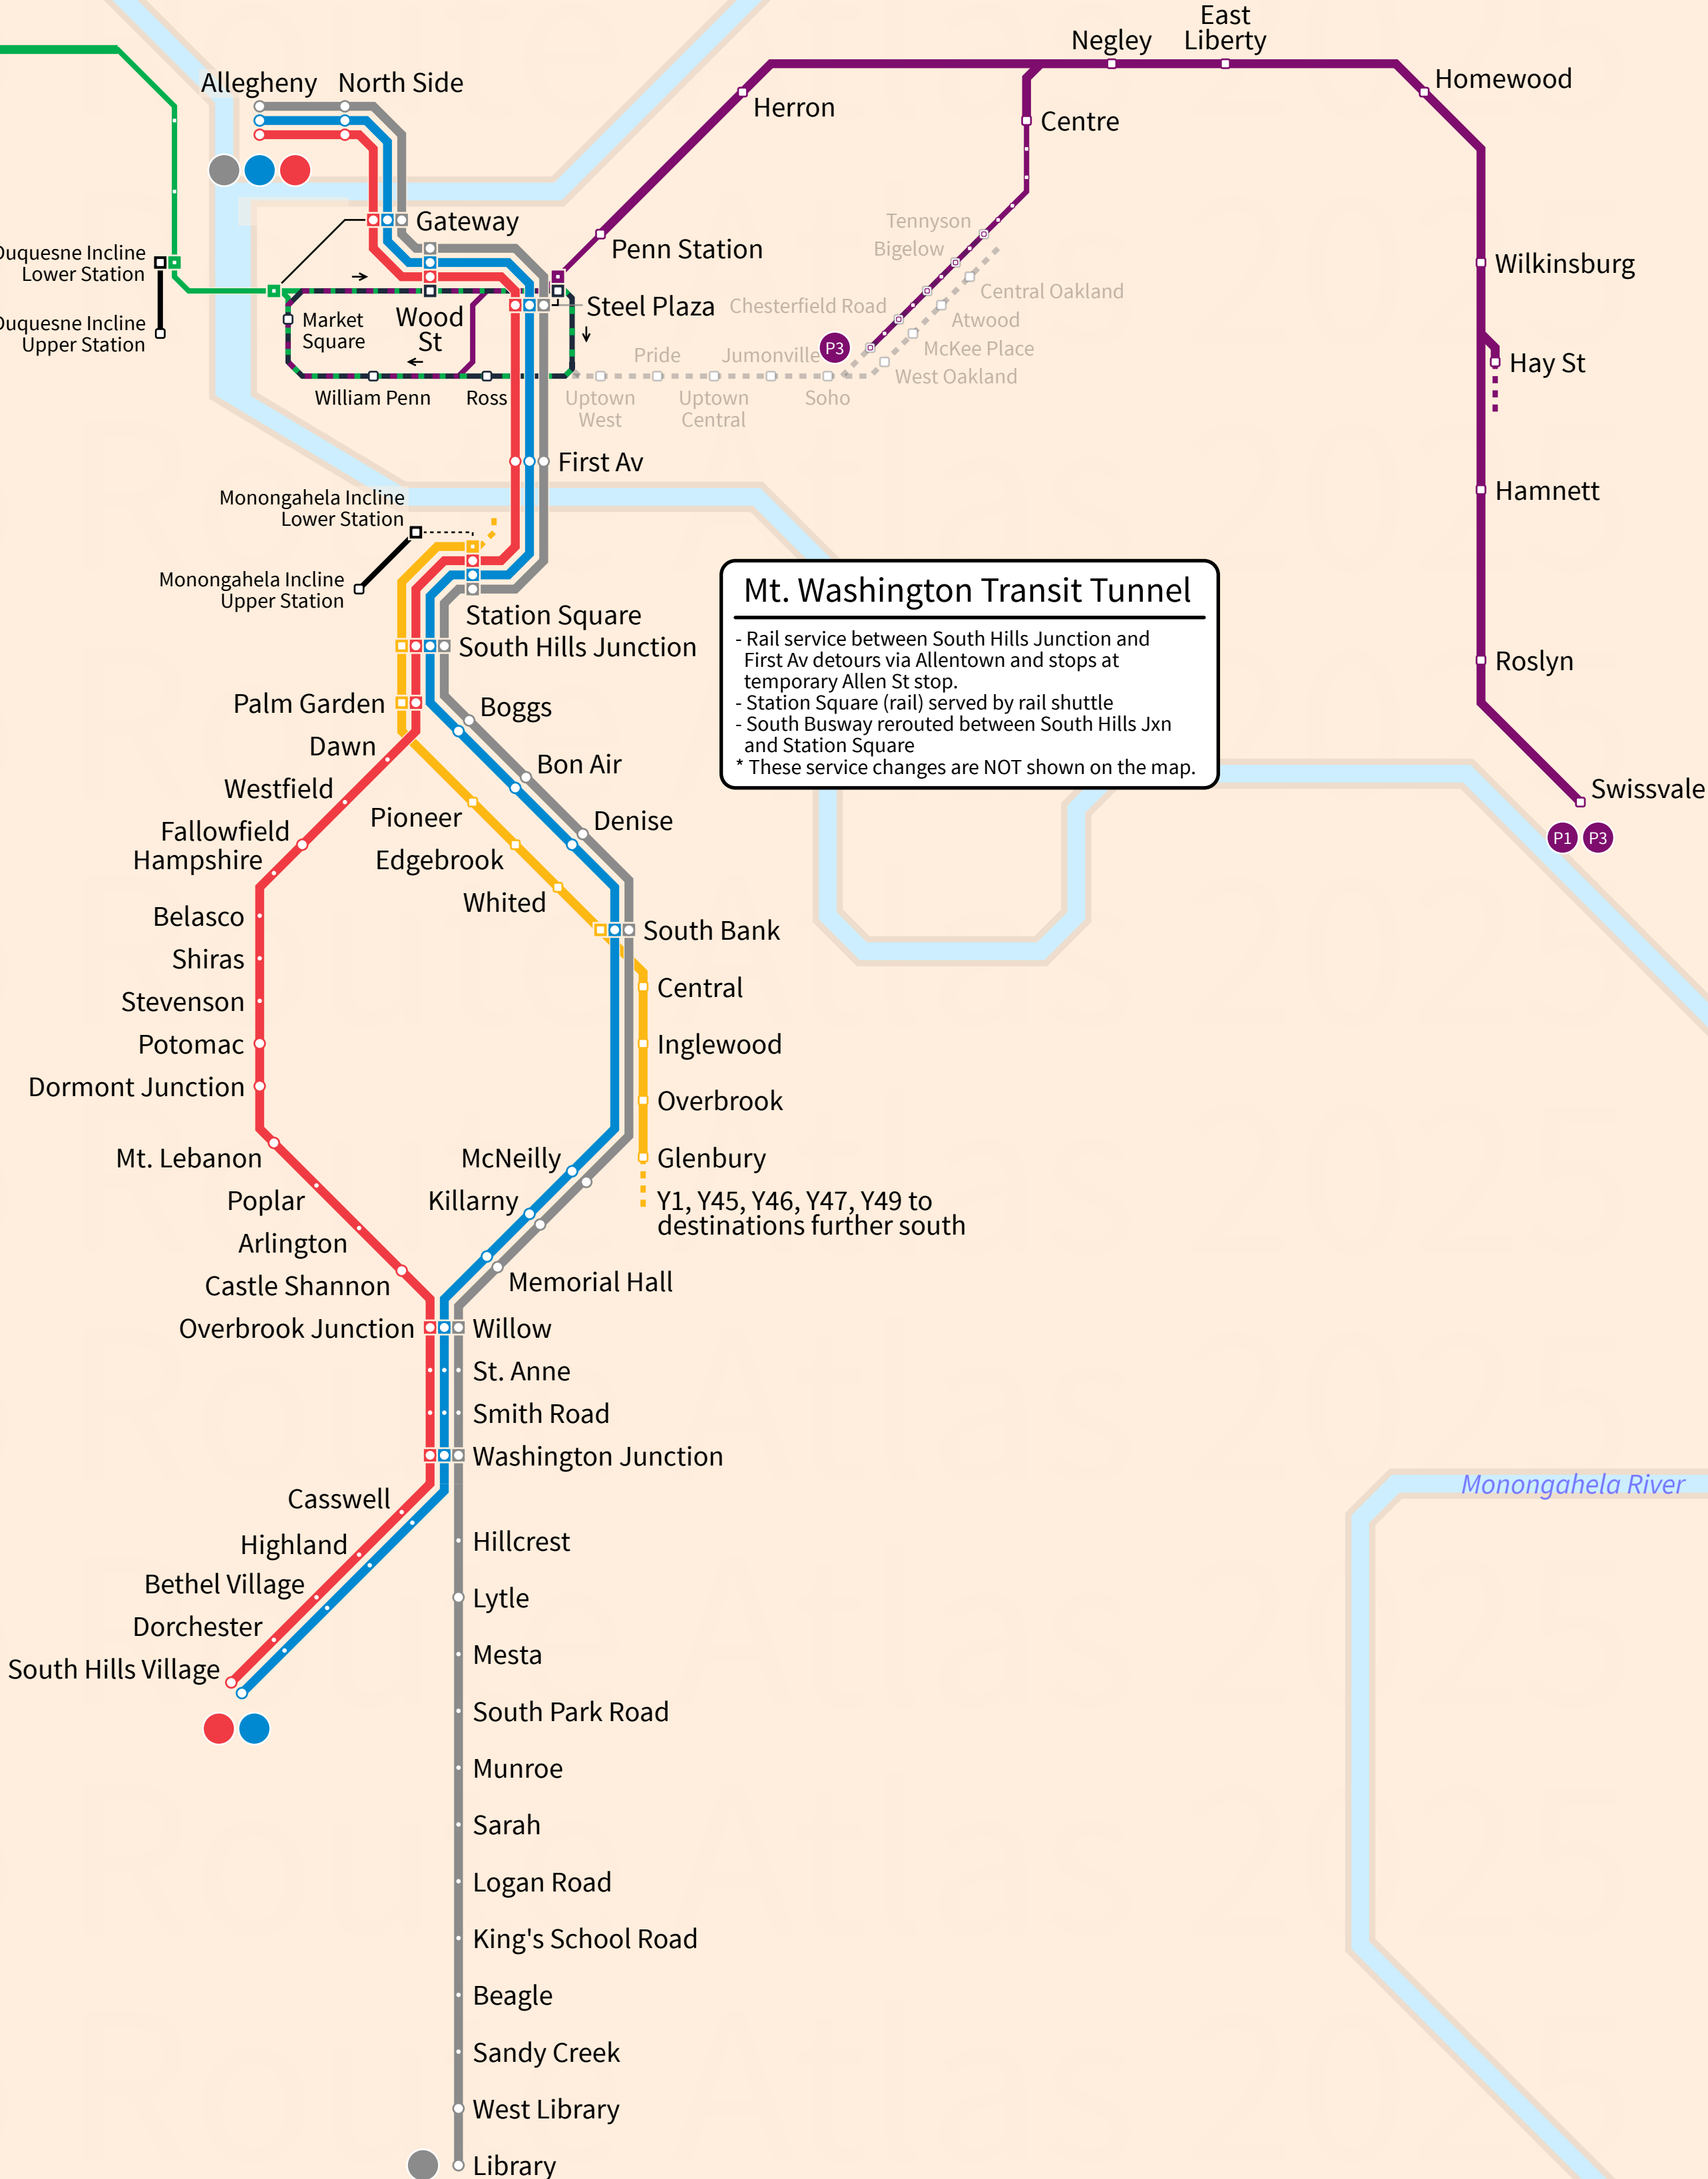 East
Liberty
Negley
Homewood
Allegheny
North Side
Herron
Centre
Gateway
Tennyson
Penn Station
Bigelow
Duquesne Incline
Lower Station
Wilkinsburg
Central Oakland
Steel Plaza
Chesterfield Road
Duquesne Incline
Upper Station
Market
Square
Wood
St
Atwood
P3
McKee Place
Pride
Jumonville
Hay St
West Oakland
William Penn
Ross
Uptown
West
Uptown
Central
Soho
First Av
Hamnett
Monongahela Incline
Lower Station
Monongahela Incline
Upper Station
Mt. Washington Transit Tunnel
- Rail service between South Hills Junction and
First Av detours via Allentown and stops at
temporary Allen St stop.
- Station Square (rail) served by rail shuttle
- South Busway rerouted between South Hills Jxn
and Station Square
* These service changes are NOT shown on the map.
Station Square
South Hills Junction
Roslyn
Palm Garden
Boggs
Dawn
Bon Air
Westfield
Swissvale
P1
P3
Pioneer
Denise
Fallowfield
Hampshire
Edgebrook
Whited
Belasco
South Bank
Shiras
Central
Stevenson
Potomac
Inglewood
Dormont Junction
Overbrook
Mt. Lebanon
McNeilly
Glenbury
Poplar
Killarny
Y1, Y45, Y46, Y47, Y49 to
destinations further south
Arlington
Castle Shannon
Memorial Hall
Overbrook Junction
Willow
St. Anne
Smith Road
Washington Junction
Monongahela River
Casswell
Highland
Hillcrest
Bethel Village
Lytle
Dorchester
Mesta
South Hills Village
South Park Road
Munroe
Sarah
Logan Road
King's School Road
Beagle
Sandy Creek
West Library
Library